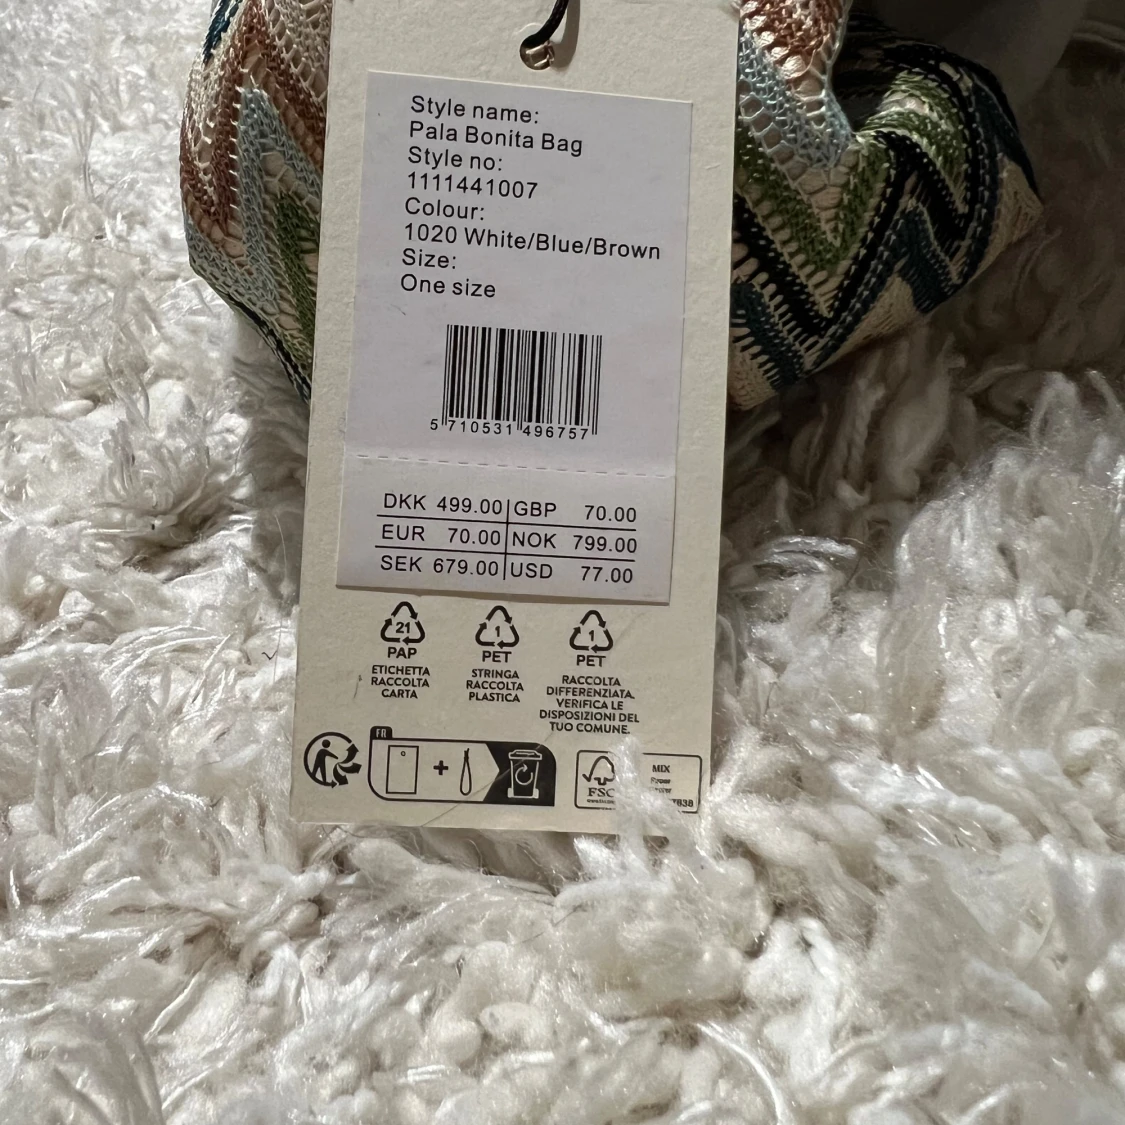 Style name:
Pala Bonita Bag
Style no:
1111441007
Colour:
1020 White/Blue/Brown
Size:
One size
5 710531 496757
DKK 499.00 GBP 70.00
EUR 70.00 NOK 799.00
SEK 679.00 USD 77.00
21 1 1
PAP PET PET
ETICHETTA
RACCOLTA
CARTA
STRINGA
RACCOLTA
PLASTICA
RACCOLTA
DIFFERENZIATA.
VERIFICA LE
DISPOSIZIONI DEL
TUO COMUNE.
FR
+
FSC
MIX